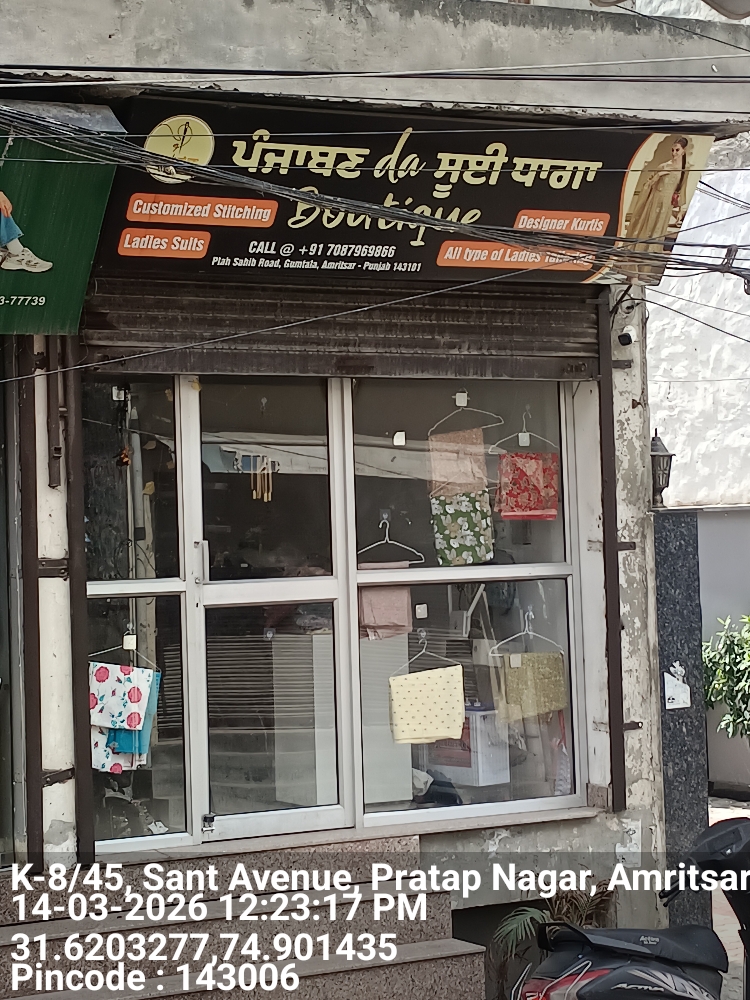 ਪੰਜਾਬਣ da ਸੂਈ ਧਾਗਾ
Boutique
Customized Stitching
Ladies Suits
Designer Kurtis
All type of Ladies
CALL @ +91 7087969866
Plah Sahib Road, Gumtala, Amritsar - Punjab 143101
3-77739
Activa
K-8/45, Sant Avenue, Pratap Nagar, Amritsar
14-03-2026 12:23:17 PM
31.6203277,74.901435
Pincode : 143006